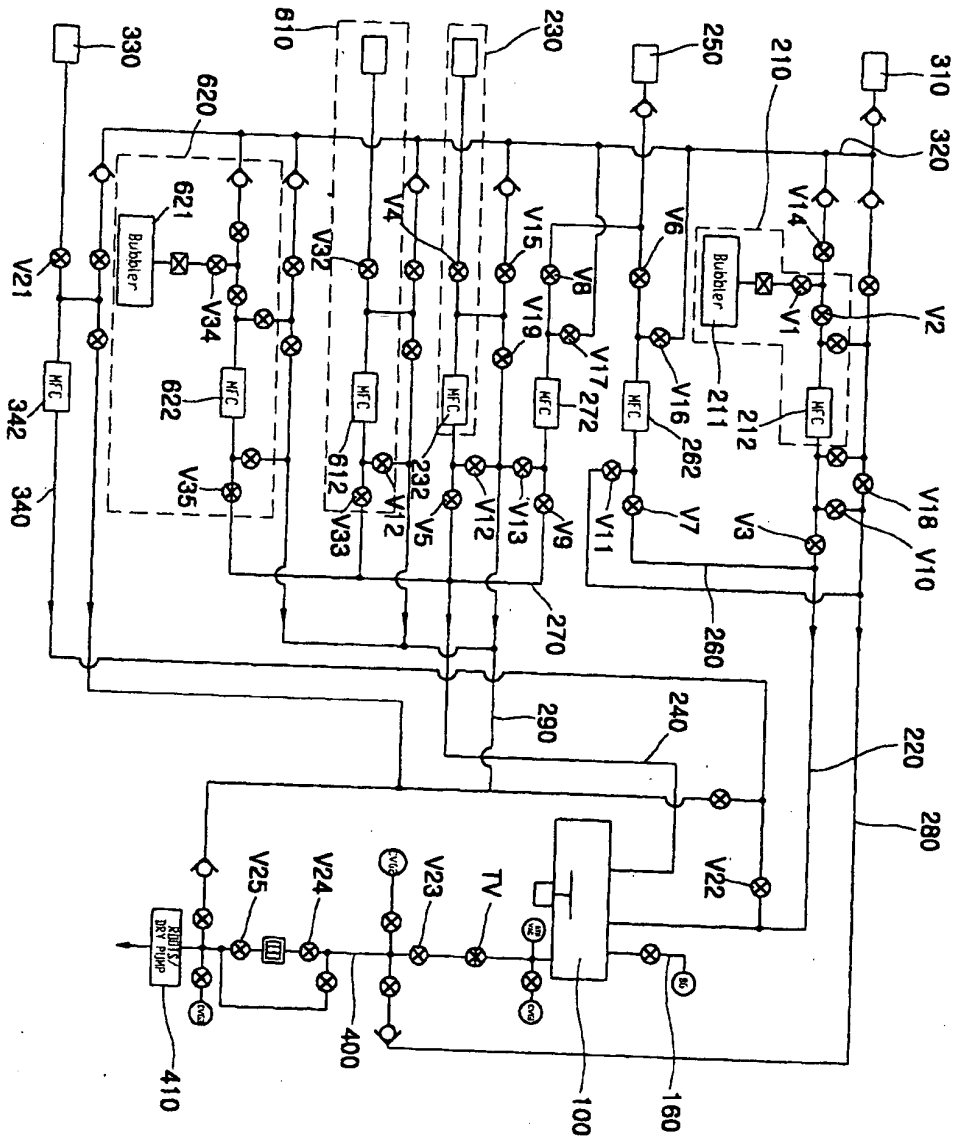 310
320
V2
V18
V10
280
220
V14
MFC
V3
212
V1
210
Bubbler
211
V22
260
250
V6
V16
V7
MFC
262
V11
BG
160
100
V8
V17
272
MFC
V9
240
270
290
230
V15
V19
V13
V12
V4
MFC
232
V5
TV
V23
400
610
V32
V12
MFC
612
V33
V24
V25
620
622
MFC
V34
V35
621
Bubbler
ROOTS/
DRY PUMP
410
330
V21
MFC
342
340